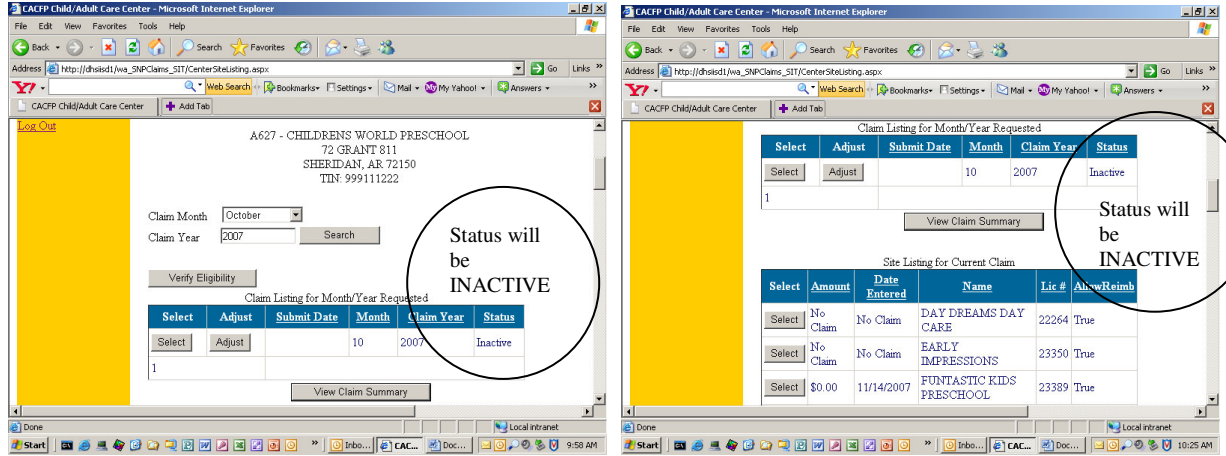 CACFP Child/Adult Care Center - Microsoft Internet Explorer
File Edit View Favorites Tools Help
Back Search Favorites
Address http://dhsisd1/wa_SNPClaims_SIT/CenterSiteListing.aspx Go Links »
Y! Web Search Bookmarks Settings Mail My Yahoo! Answers »
CACFP Child/Adult Care Center Add Tab
Log Out
A627 - CHILDRENS WORLD PRESCHOOL
72 GRANT 811
SHERIDAN, AR 72150
TIN: 999111222
Claim Month October
Claim Year 2007 Search
Status will
be
INACTIVE
Verify Eligibility
Claim Listing for Month/Year Requested
Select Adjust Submit Date Month Claim Year Status
Select Adjust 10 2007 Inactive
1
View Claim Summary
Done Local intranet
Start » Inbo... CAC... Doc... 9:58 AM
CACFP Child/Adult Care Center - Microsoft Internet Explorer
File Edit View Favorites Tools Help
Back Search Favorites
Address http://dhsisd1/wa_SNPClaims_SIT/CenterSiteListing.aspx Go Links »
Y! Web Search Bookmarks Settings Mail My Yahoo! Answers »
CACFP Child/Adult Care Center Add Tab
Claim Listing for Month/Year Requested
Select Adjust Submit Date Month Claim Year Status
Select Adjust 10 2007 Inactive
1
View Claim Summary
Status will
be
INACTIVE
Site Listing for Current Claim
Select Amount Date Entered Name Lic # AllowReimb
Select No Claim No Claim DAY DREAMS DAY CARE 22264 True
Select No Claim No Claim EARLY IMPRESSIONS 23350 True
Select $0.00 11/14/2007 FUNTASTIC KIDS PRESCHOOL 23389 True
Done Local intranet
Start » Inbo... CAC... Doc... 10:25 AM